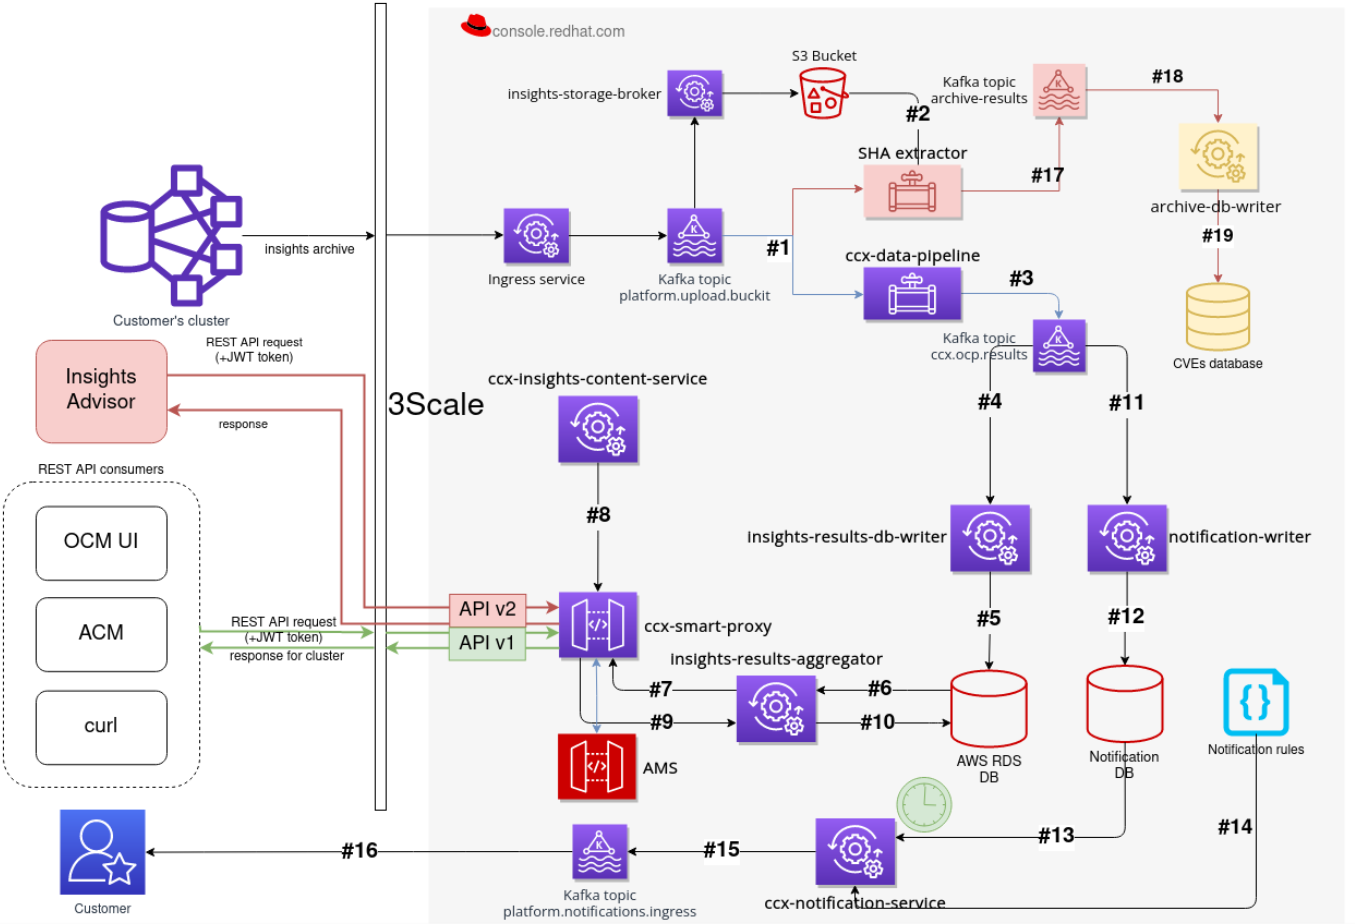 console.redhat.com
S3 Bucket
insights-storage-broker
Kafka topic
archive-results
#18
#2
SHA extractor
#17
archive-db-writer
#19
insights archive
Ingress service
Kafka topic
platform.upload.buckit
#1
ccx-data-pipeline
#3
Kafka topic
ccx.ocp.results
CVEs database
Customer's cluster
REST API request
(+JWT token)
Insights
Advisor
response
3Scale
ccx-insights-content-service
#4
#11
REST API consumers
OCM UI
ACM
curl
#8
insights-results-db-writer
notification-writer
REST API request
(+JWT token)
response for cluster
API v2
API v1
ccx-smart-proxy
#5
#12
insights-results-aggregator
#7
#6
#9
#10
AMS
AWS RDS
DB
Notification
DB
Notification rules
#13
#14
#15
#16
Customer
Kafka topic
platform.notifications.ingress
ccx-notification-service
K
K
K
K